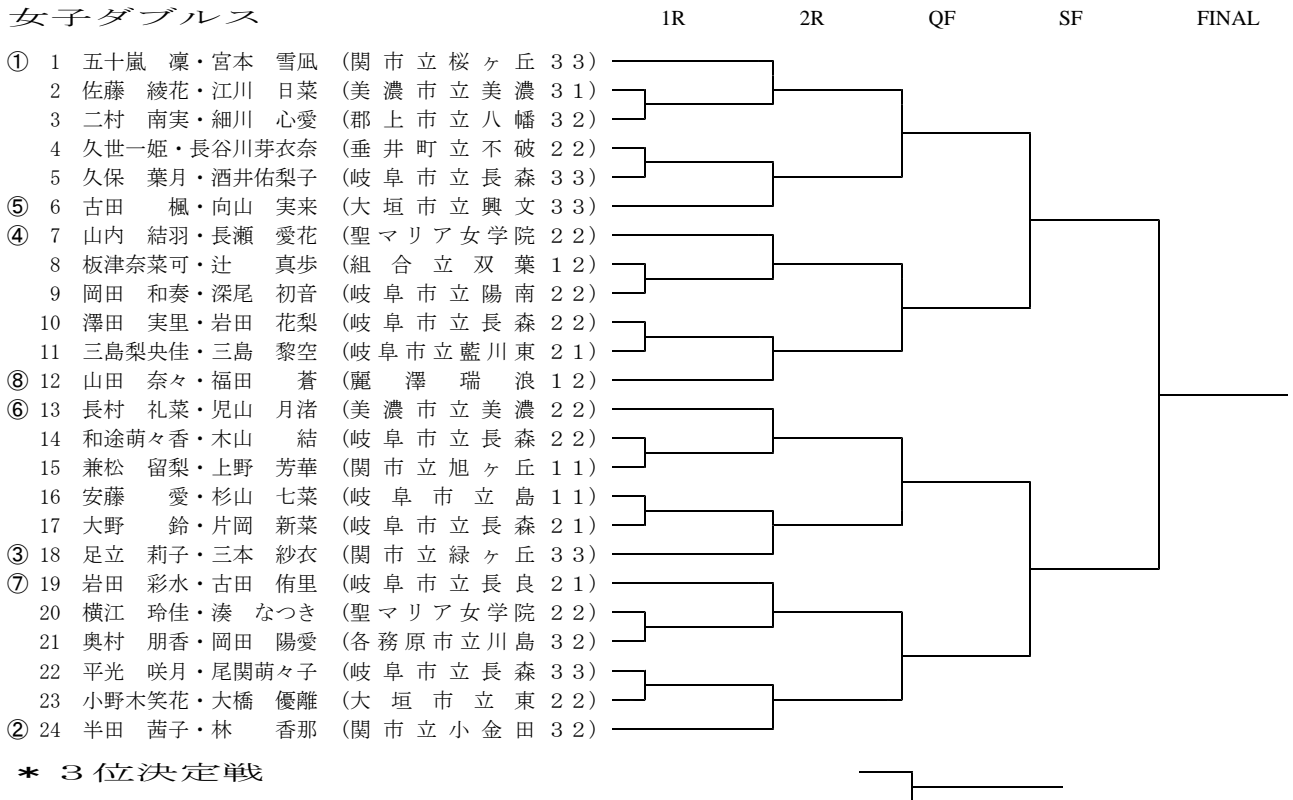 女子ダブルス 1R 2R QF SF FINAL
① 1 五十嵐 凜・宮本 雪凪 (関市立桜ヶ丘33)
2 佐藤 綾花・江川 日菜 (美濃市立美濃31)
3 二村 南実・細川 心愛 (郡上市立八幡32)
4 久世一姫・長谷川芽衣奈 (垂井町立不破22)
5 久保 葉月・酒井佑梨子 (岐阜市立長森33)
⑤ 6 古田 楓・向山 実来 (大垣市立興文33)
④ 7 山内 結羽・長瀬 愛花 (聖マリア女学院22)
8 板津奈菜可・辻 真歩 (組合立双葉12)
9 岡田 和奏・深尾 初音 (岐阜市立陽南22)
10 澤田 実里・岩田 花梨 (岐阜市立長森22)
11 三島梨央佳・三島 黎空 (岐阜市立藍川東21)
⑧ 12 山田 奈々・福田 蒼 (麗澤瑞浪12)
⑥ 13 長村 礼菜・児山 月渚 (美濃市立美濃22)
14 和途萌々香・木山 結 (岐阜市立長森22)
15 兼松 留梨・上野 芳華 (関市立旭ヶ丘11)
16 安藤 愛・杉山 七菜 (岐阜市立島11)
17 大野 鈴・片岡 新菜 (岐阜市立長森21)
③ 18 足立 莉子・三本 紗衣 (関市立緑ヶ丘33)
⑦ 19 岩田 彩水・古田 侑里 (岐阜市立長良21)
20 横江 玲佳・湊 なつき (聖マリア女学院22)
21 奥村 朋香・岡田 陽愛 (各務原市立川島32)
22 平光 咲月・尾関萌々子 (岐阜市立長森33)
23 小野木笑花・大橋 優離 (大垣市立東22)
② 24 半田 茜子・林 香那 (関市立小金田32)
* 3位決定戦